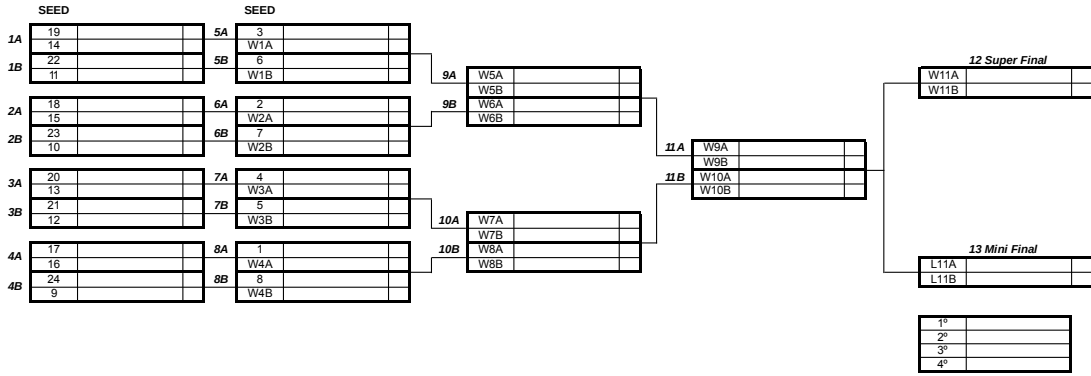 SEED
1A
19
14
1B
22
11
2A
18
15
2B
23
10
3A
20
13
3B
21
12
4A
17
16
4B
24
9
SEED
5A
3
W1A
5B
6
W1B
6A
2
W2A
6B
7
W2B
7A
4
W3A
7B
5
W3B
8A
1
W4A
8B
8
W4B
9A
W5A
W5B
9B
W6A
W6B
10A
W7A
W7B
10B
W8A
W8B
11A
W9A
W9B
11B
W10A
W10B
12 Super Final
W11A
W11B
13 Mini Final
L11A
L11B
1º
2º
3º
4º